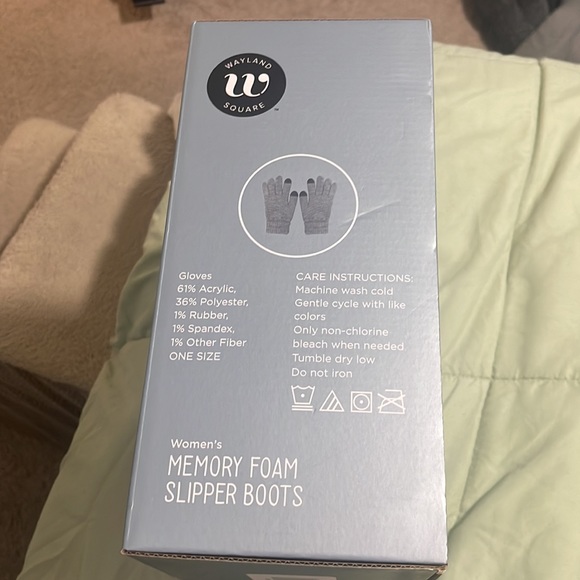 WAYLAND
W
SQUARE ™
Gloves
61% Acrylic,
36% Polyester,
1% Rubber,
1% Spandex,
1% Other Fiber
ONE SIZE
CARE INSTRUCTIONS:
Machine wash cold
Gentle cycle with like
colors
Only non-chlorine
bleach when needed
Tumble dry low
Do not iron
Women's
MEMORY FOAM
SLIPPER BOOTS